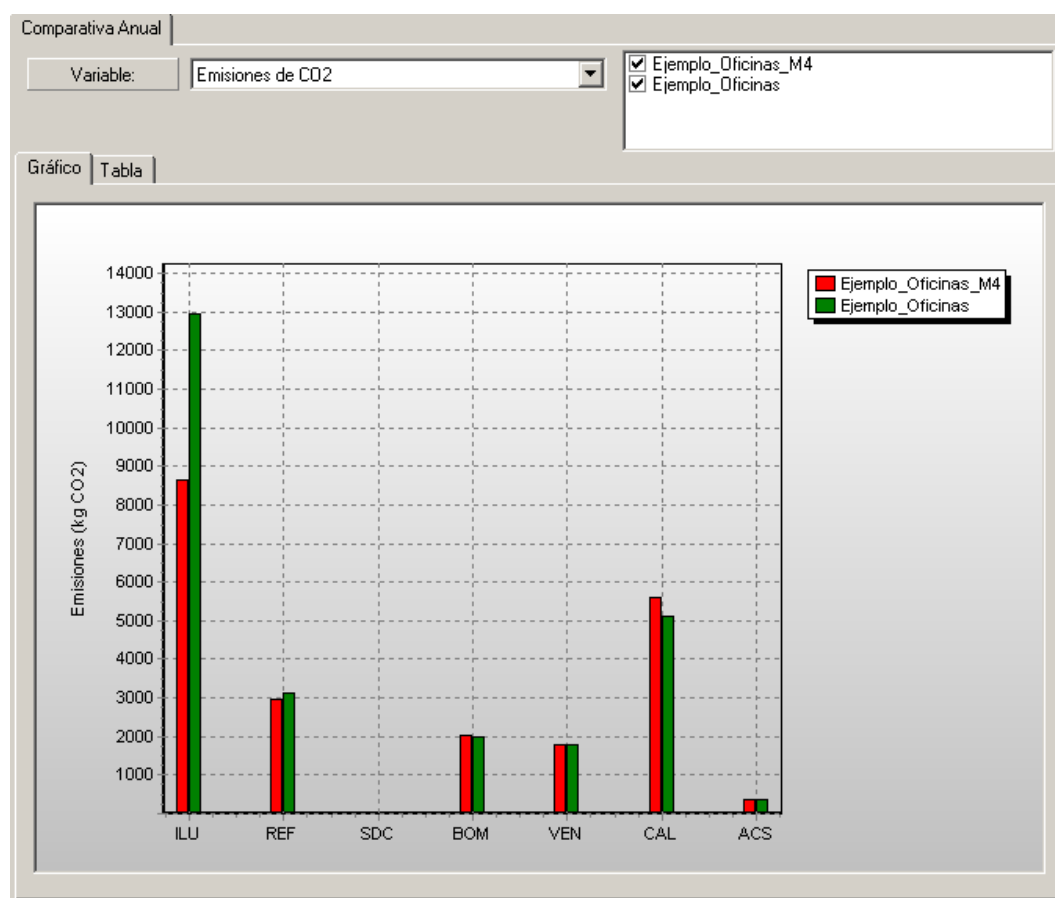 Comparativa Anual
Variable:
Emisiones de CO2
Ejemplo_Oficinas_M4
Ejemplo_Oficinas
Gráfico
Tabla
Ejemplo_Oficinas_M4
Ejemplo_Oficinas
14000
13000
12000
11000
10000
9000
8000
7000
6000
5000
4000
3000
2000
1000
Emisiones (kg CO2)
ILU REF SDC BOM VEN CAL ACS